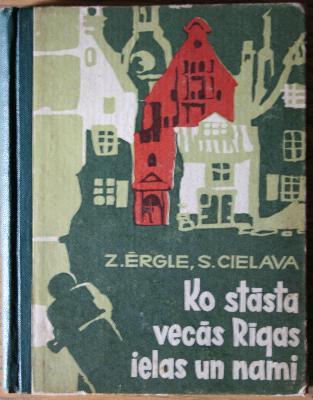 Z.ĒRGLE, S.CIELAVA
Ko stāsta
vecās Rīgas
ielas un nami